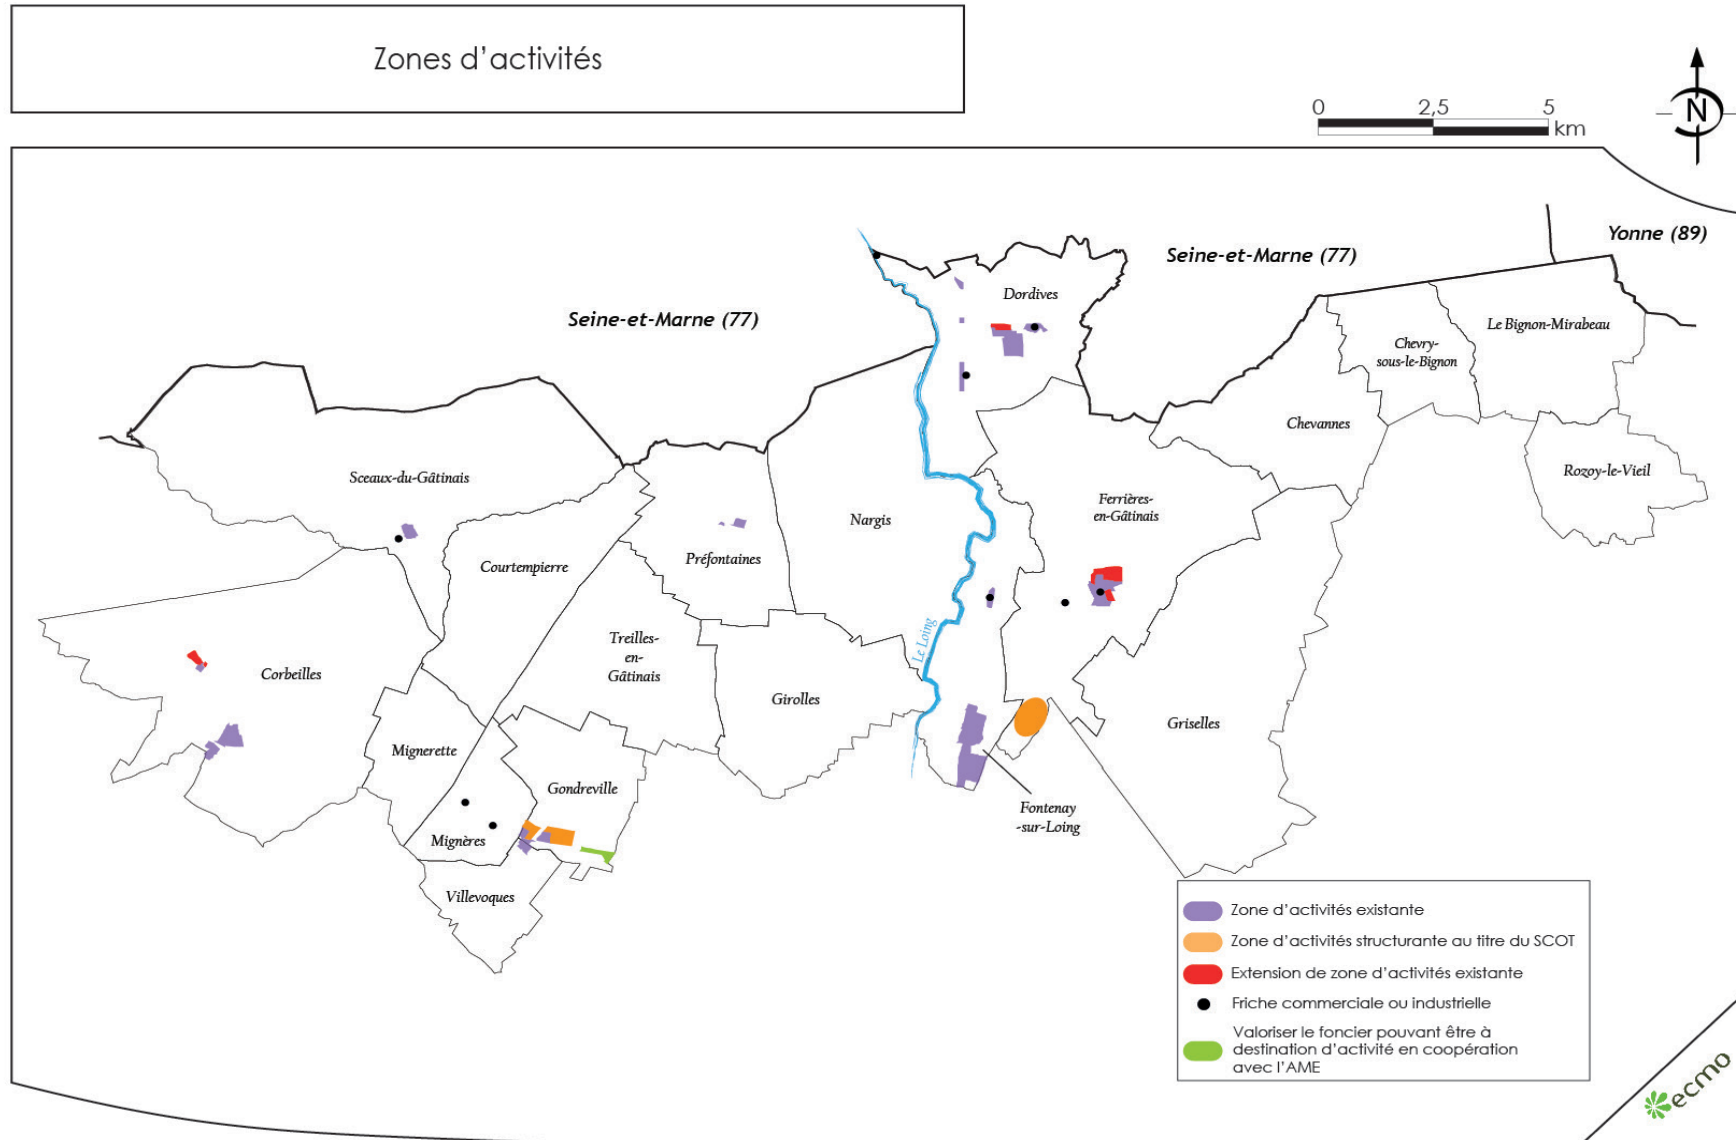 Zones d'activités
0 2,5 5
km
N
Yonne (89)
Seine-et-Marne (77)
Seine-et-Marne (77)
Dordives
Le Bignon-Mirabeau
Chevry-
sous-le-Bignon
Chevannes
Rozoy-le-Vieil
Sceaux-du-Gâtinais
Ferrières-
en-Gâtinais
Nargis
Préfontaines
Courtempierre
Treilles-
en-
Gâtinais
Le Loing
Corbeilles
Girolles
Griselles
Mignerette
Gondreville
Fontenay
-sur-Loing
Mignères
Villevoques
Zone d'activités existante
Zone d'activités structurante au titre du SCOT
Extension de zone d'activités existante
Friche commerciale ou industrielle
Valoriser le foncier pouvant être à
destination d'activité en coopération
avec l'AME
ecmo